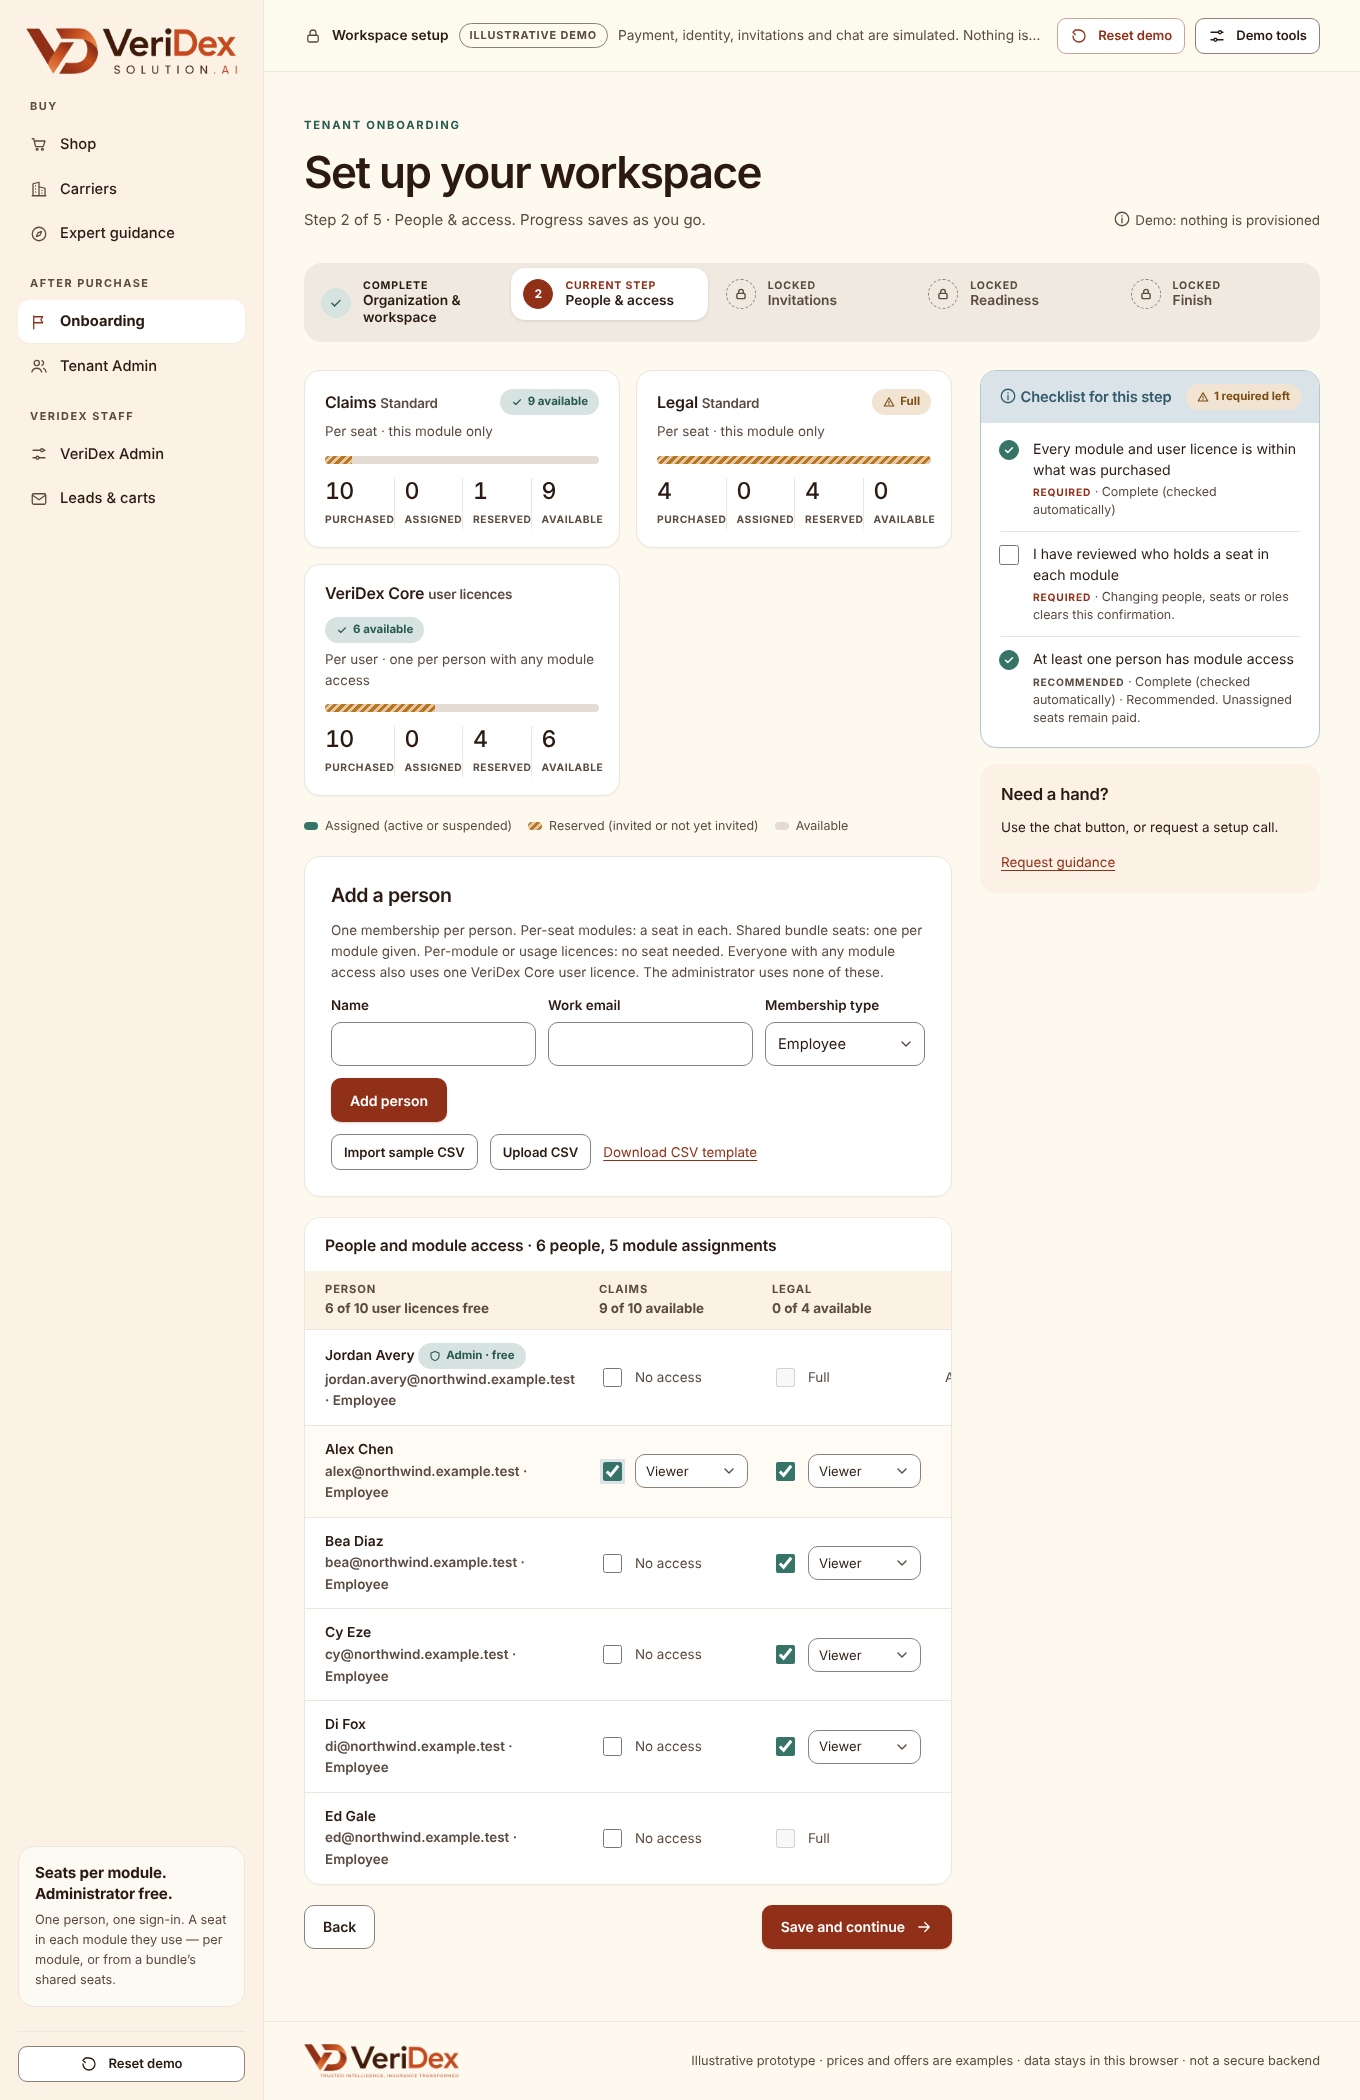 VeriDex
SOLUTION.AI
BUY
Shop
Carriers
Expert guidance
AFTER PURCHASE
Onboarding
Tenant Admin
VERIDEX STAFF
VeriDex Admin
Leads & carts
Seats per module.
Administrator free.
One person, one sign-in. A seat
in each module they use — per
module, or from a bundle’s
shared seats.
Reset demo
Workspace setup ILLUSTRATIVE DEMO Payment, identity, invitations and chat are simulated. Nothing is... Reset demo Demo tools
TENANT ONBOARDING
Set up your workspace
Step 2 of 5 · People & access. Progress saves as you go.
Demo: nothing is provisioned
COMPLETE
Organization &
workspace
2
CURRENT STEP
People & access
LOCKED
Invitations
LOCKED
Readiness
LOCKED
Finish
Claims Standard 9 available
Per seat · this module only
10 0 1 9
PURCHASED ASSIGNED RESERVED AVAILABLE
Legal Standard Full
Per seat · this module only
4 0 4 0
PURCHASED ASSIGNED RESERVED AVAILABLE
VeriDex Core user licences
6 available
Per user · one per person with any module
access
10 0 4 6
PURCHASED ASSIGNED RESERVED AVAILABLE
Assigned (active or suspended) Reserved (invited or not yet invited) Available
Checklist for this step 1 required left
Every module and user licence is within
what was purchased
REQUIRED · Complete (checked
automatically)
I have reviewed who holds a seat in
each module
REQUIRED · Changing people, seats or roles
clears this confirmation.
At least one person has module access
RECOMMENDED · Complete (checked
automatically) · Recommended. Unassigned
seats remain paid.
Need a hand?
Use the chat button, or request a setup call.
Request guidance
Add a person
One membership per person. Per-seat modules: a seat in each. Shared bundle seats: one per
module given. Per-module or usage licences: no seat needed. Everyone with any module
access also uses one VeriDex Core user licence. The administrator uses none of these.
Name Work email Membership type
Employee
Add person
Import sample CSV Upload CSV Download CSV template
People and module access · 6 people, 5 module assignments
PERSON CLAIMS LEGAL
6 of 10 user licences free 9 of 10 available 0 of 4 available
Jordan Avery Admin · free
jordan.avery@northwind.example.test
· Employee
No access Full
Alex Chen
alex@northwind.example.test ·
Employee
Viewer Viewer
Bea Diaz
bea@northwind.example.test ·
Employee
No access Viewer
Cy Eze
cy@northwind.example.test ·
Employee
No access Viewer
Di Fox
di@northwind.example.test ·
Employee
No access Viewer
Ed Gale
ed@northwind.example.test ·
Employee
No access Full
Back Save and continue
VeriDex
TRUSTED INTELLIGENCE, INSURANCE TRANSFORMED
Illustrative prototype · prices and offers are examples · data stays in this browser · not a secure backend